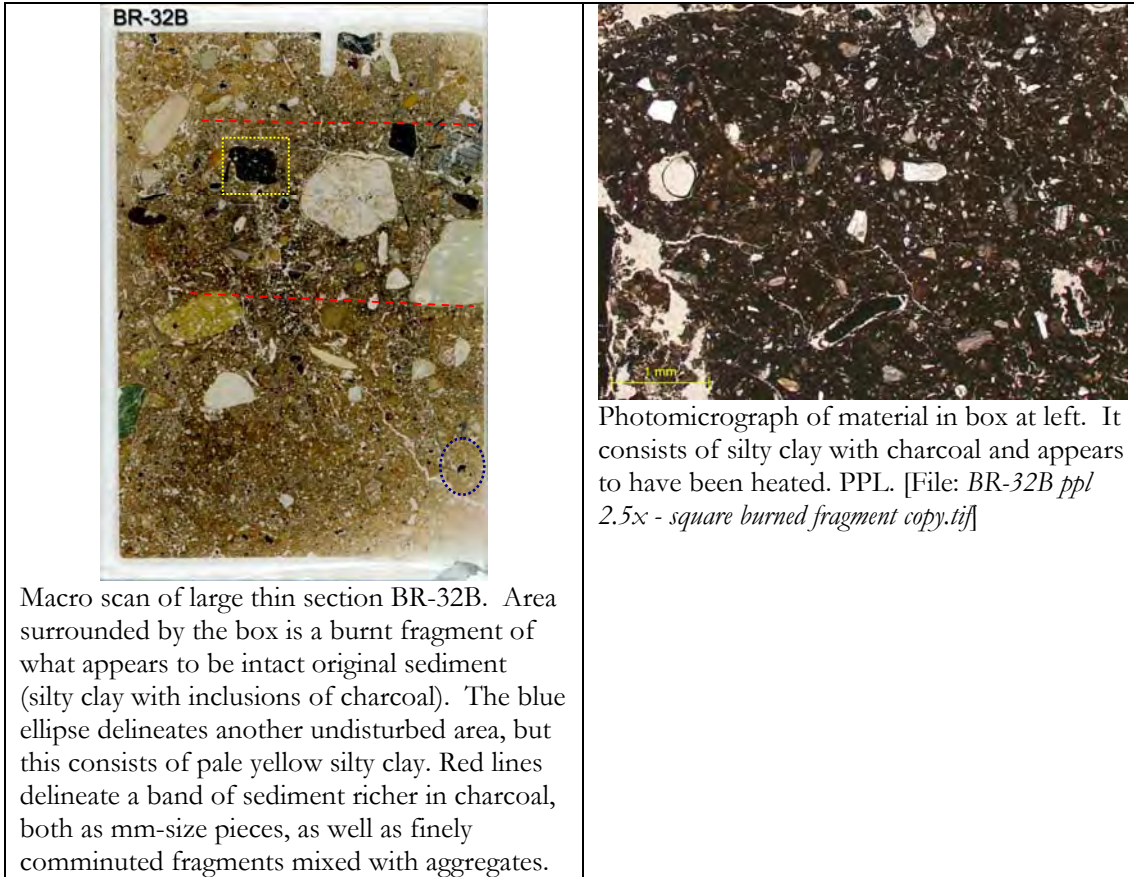 BR-32B
Macro scan of large thin section BR-32B. Area
surrounded by the box is a burnt fragment of
what appears to be intact original sediment
(silty clay with inclusions of charcoal). The blue
ellipse delineates another undisturbed area, but
this consists of pale yellow silty clay. Red lines
delineate a band of sediment richer in charcoal,
both as mm-size pieces, as well as finely
comminuted fragments mixed with aggregates.
1 mm
Photomicrograph of material in box at left. It
consists of silty clay with charcoal and appears
to have been heated. PPL. [File: BR-32B ppl
2.5x - square burned fragment copy.tif]